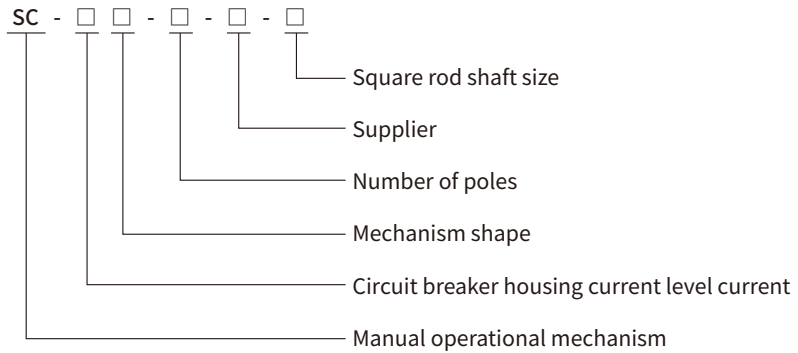 SC - □ □ - □ - □ - □
Square rod shaft size
Supplier
Number of poles
Mechanism shape
Circuit breaker housing current level current
Manual operational mechanism